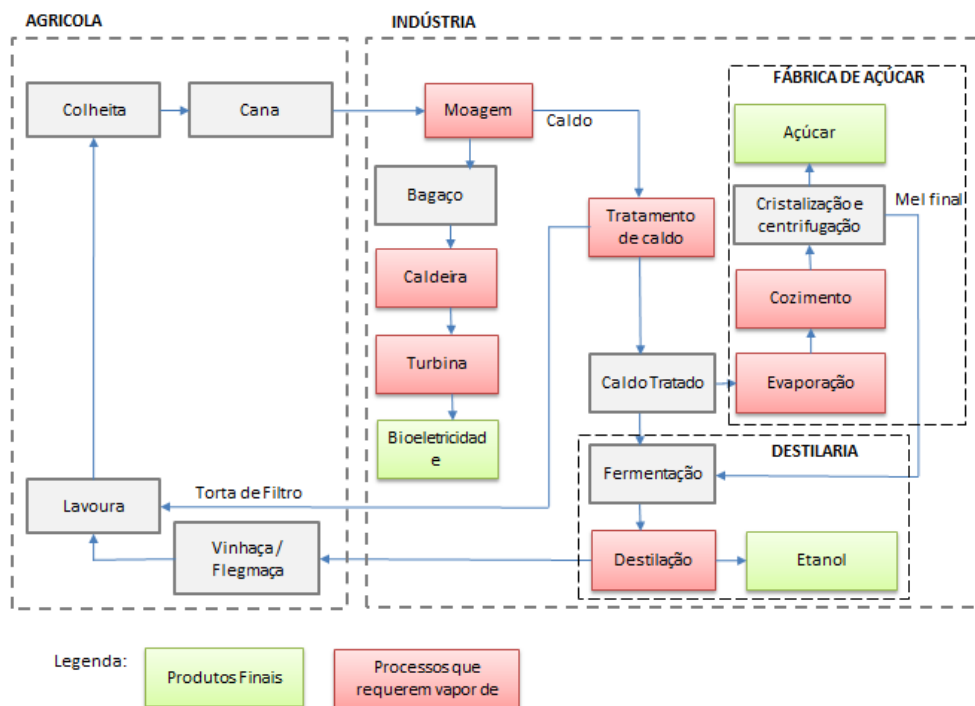 AGRICOLA
INDÚSTRIA
FÁBRICA DE AÇÚCAR
Colheita
Cana
Moagem
Caldo
Açúcar
Bagaço
Mel final
Cristalização e
centrifugação
Tratamento
de caldo
Caldeira
Cozimento
Turbina
Caldo Tratado
Evaporação
Bioeletricidad
e
DESTILARIA
Fermentação
Torta de Filtro
Lavoura
Vinhaça /
Flegmaça
Destilação
Etanol
Legenda:
Produtos Finais
Processos que
requerem vapor de